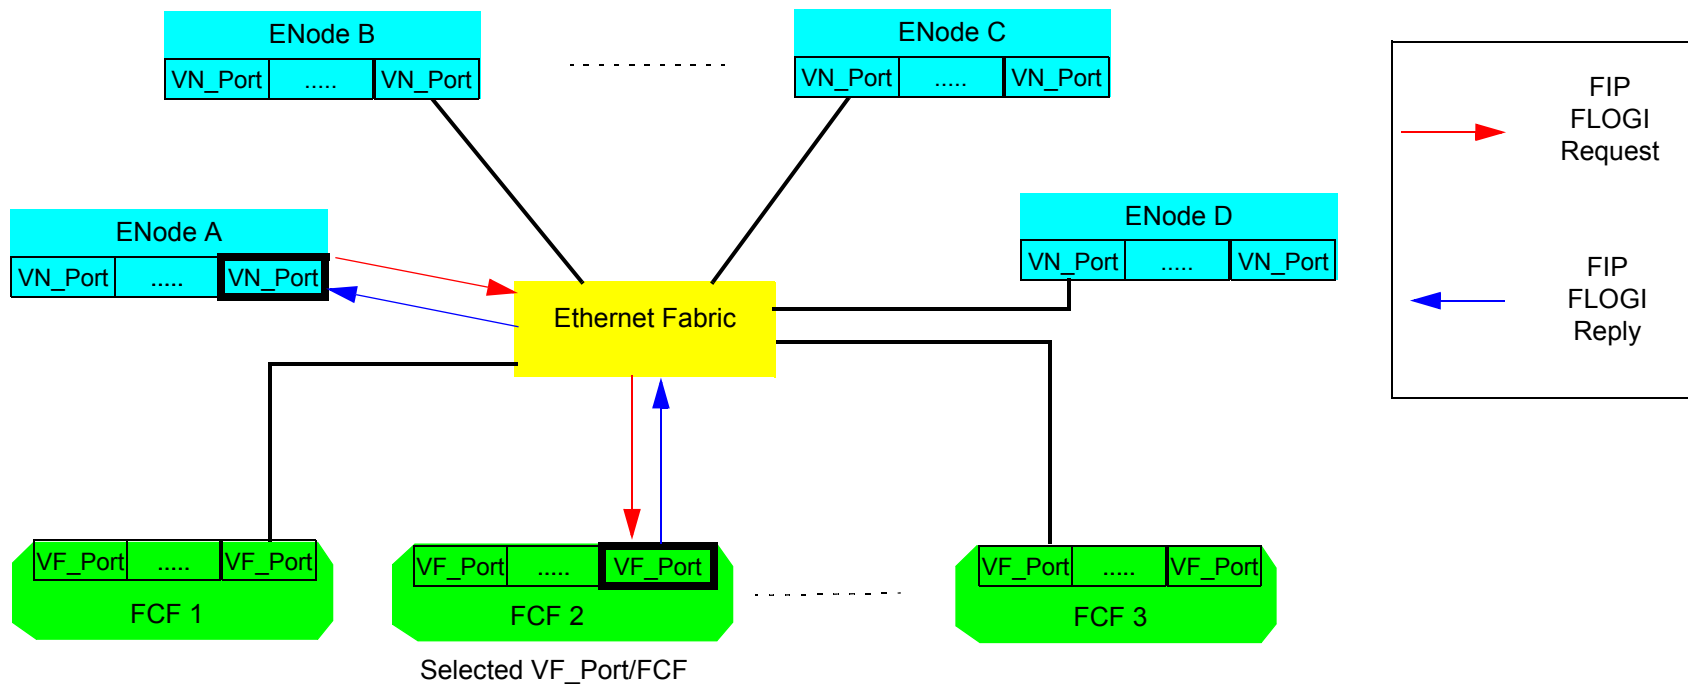 ENode B
VN_Port ..... VN_Port
ENode C
VN_Port ..... VN_Port
FIP
FLOGI
Request
ENode A
VN_Port ..... VN_Port
ENode D
VN_Port ..... VN_Port
FIP
FLOGI
Reply
Ethernet Fabric
VF_Port ..... VF_Port
FCF 1
VF_Port ..... VF_Port
FCF 2
VF_Port ..... VF_Port
FCF 3
Selected VF_Port/FCF